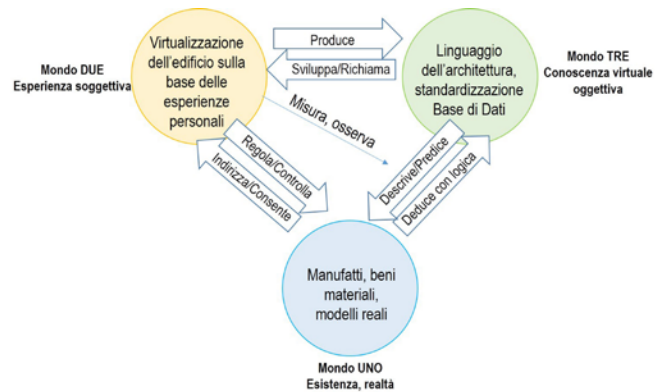 Virtualizzazione
dell'edificio sulla
base delle
esperienze
personali
Produce
Sviluppa/Richiama
Linguaggio
dell'architettura,
standardizzazione
Base di Dati
Mondo DUE
Esperienza soggettiva
Mondo TRE
Conoscenza virtuale
oggettiva
Misura, osserva
Regola/Controlla
Indirizza/Consente
Descrive/Predice
Deduce con logica
Manufatti, beni
materiali,
modelli reali
Mondo UNO
Esistenza, realtà